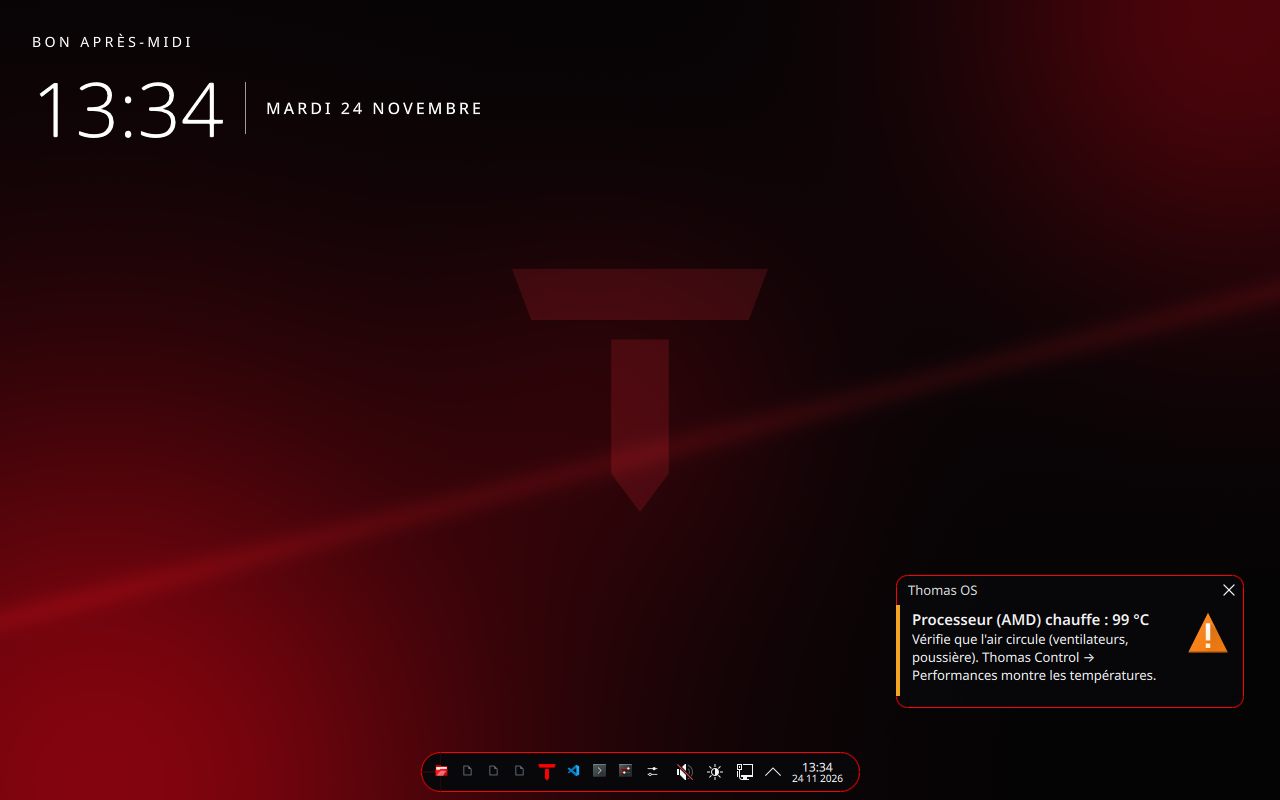 BON APRÈS-MIDI
13:34
MARDI 24 NOVEMBRE
Thomas OS
Processeur (AMD) chauffe : 99 °C
Vérifie que l'air circule (ventilateurs,
poussière). Thomas Control →
Performances montre les températures.
13:34
24 11 2026